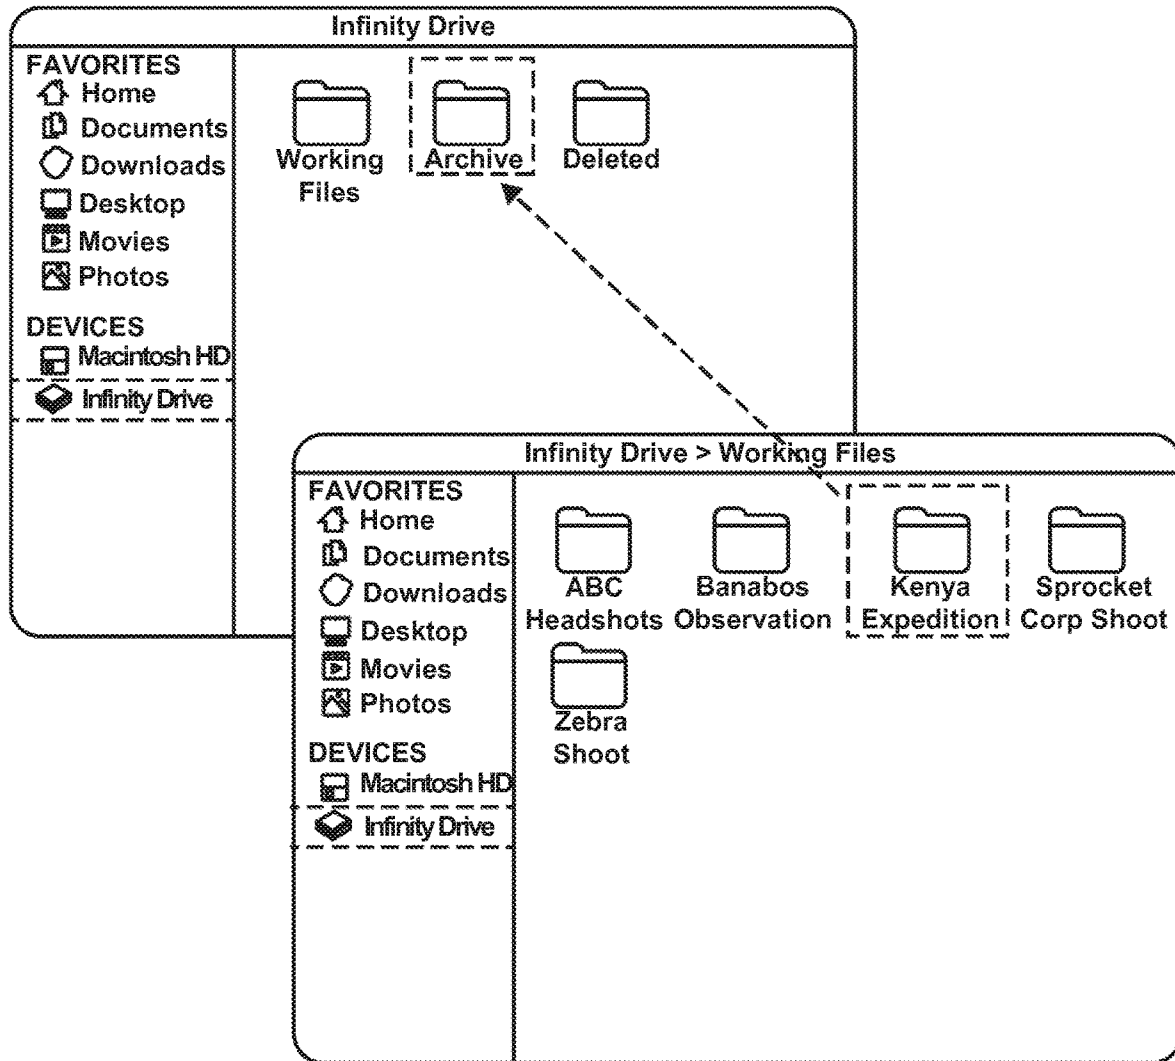 Infinity Drive
FAVORITES
Home
Documents
Downloads
Desktop
Movies
Photos
DEVICES
Macintosh HD
Infinity Drive
Working
Files
Archive
Deleted
Infinity Drive > Working Files
FAVORITES
Home
Documents
Downloads
Desktop
Movies
Photos
DEVICES
Macintosh HD
Infinity Drive
ABC
Headshots
Banabos
Observation
Kenya
Expedition
Sprocket
Corp Shoot
Zebra
Shoot